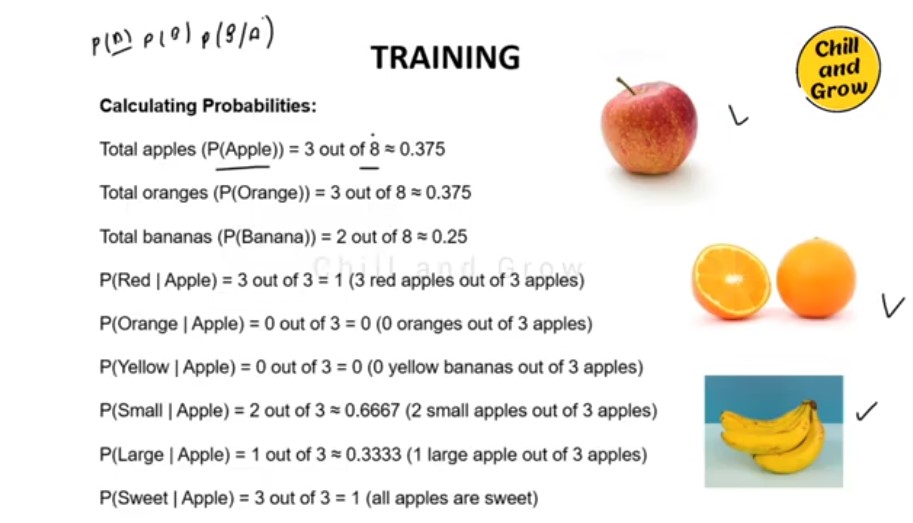 P(A) P(B) P(B/A)
TRAINING
Chill
and
Grow
Calculating Probabilities:
Total apples (P(Apple)) = 3 out of 8 ≈ 0.375
Total oranges (P(Orange)) = 3 out of 8 ≈ 0.375
Total bananas (P(Banana)) = 2 out of 8 ≈ 0.25
Chill and Grow
P(Red | Apple) = 3 out of 3 = 1 (3 red apples out of 3 apples)
P(Orange | Apple) = 0 out of 3 = 0 (0 oranges out of 3 apples)
P(Yellow | Apple) = 0 out of 3 = 0 (0 yellow bananas out of 3 apples)
P(Small | Apple) = 2 out of 3 ≈ 0.6667 (2 small apples out of 3 apples)
P(Large | Apple) = 1 out of 3 ≈ 0.3333 (1 large apple out of 3 apples)
P(Sweet | Apple) = 3 out of 3 = 1 (all apples are sweet)